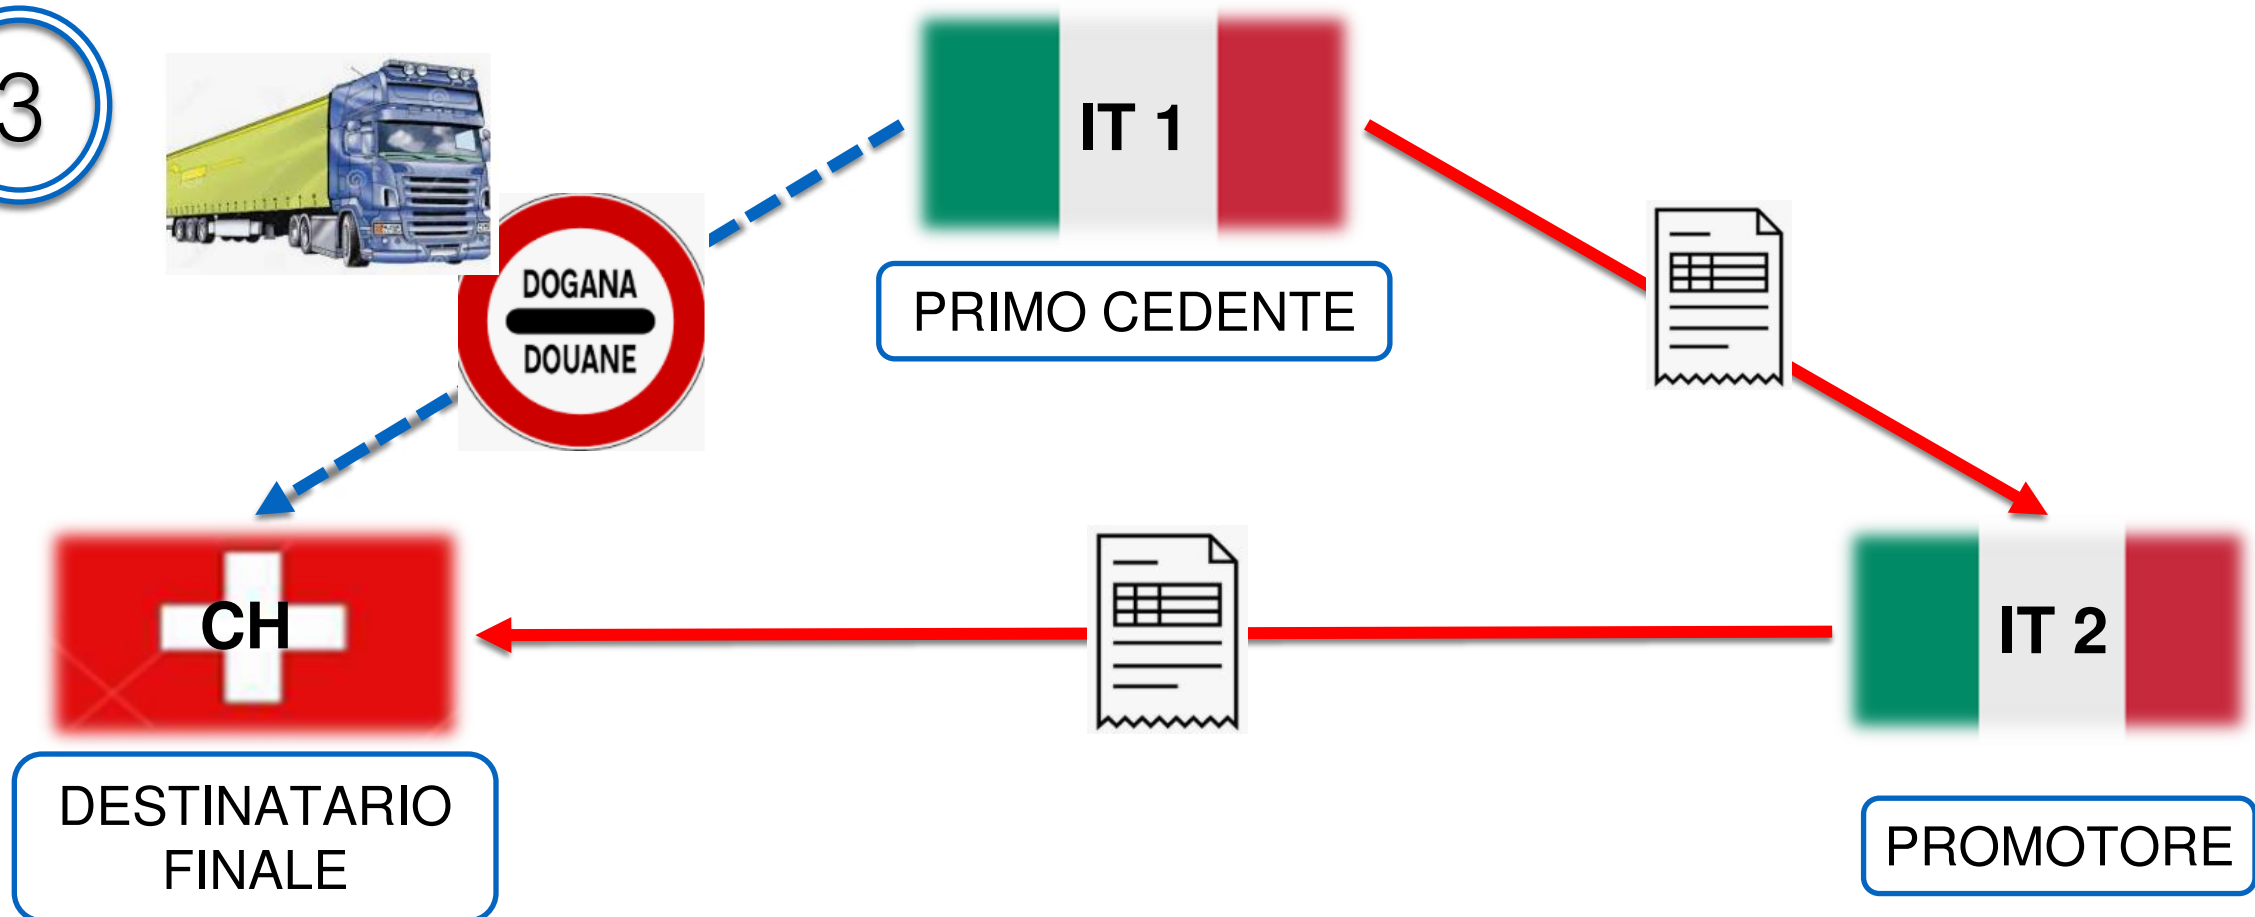 3
IT 1
DOGANA
DOUANE
PRIMO CEDENTE
CH
IT 2
DESTINATARIO
FINALE
PROMOTORE